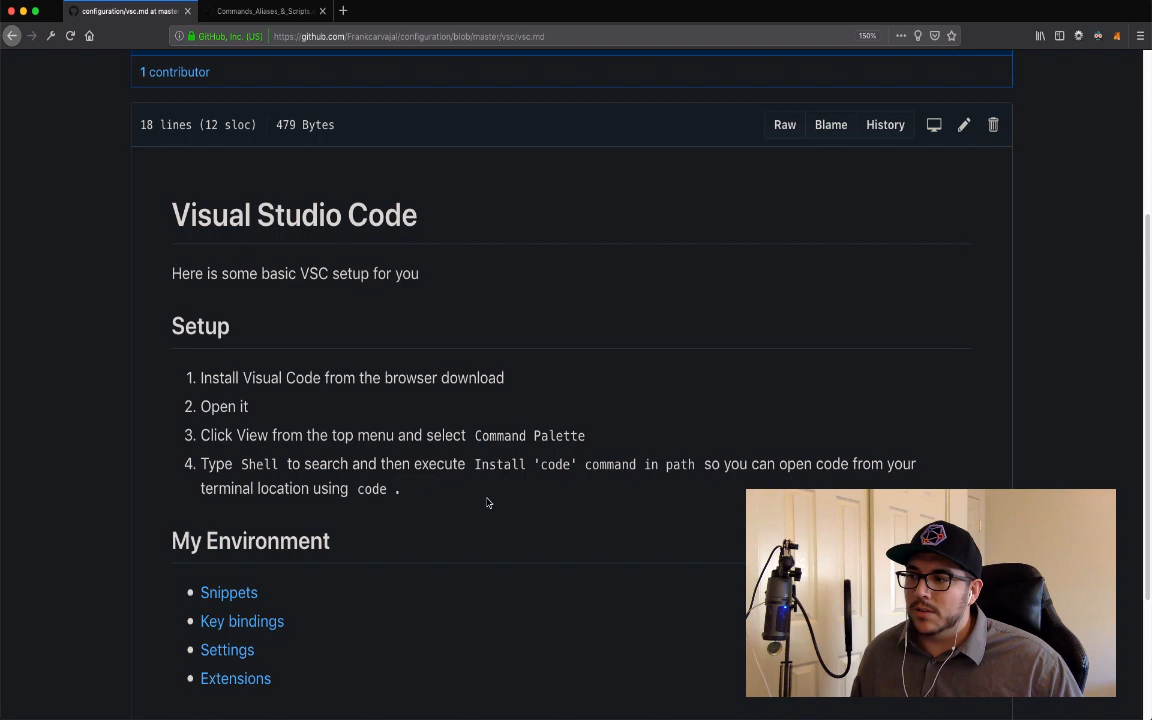 configuration/vsc.md at master
Commands_Aliases_&_Scripts.
GitHub, Inc. (US)
https://github.com/Frankcarvajal/configuration/blob/master/vsc/vsc.md
150%
1 contributor
18 lines (12 sloc)
479 Bytes
Raw
Blame
History
Visual Studio Code
Here is some basic VSC setup for you
Setup
1. Install Visual Code from the browser download
2. Open it
3. Click View from the top menu and select Command Palette
4. Type Shell to search and then execute Install 'code' command in path so you can open code from your
terminal location using code .
My Environment
Snippets
Key bindings
Settings
Extensions